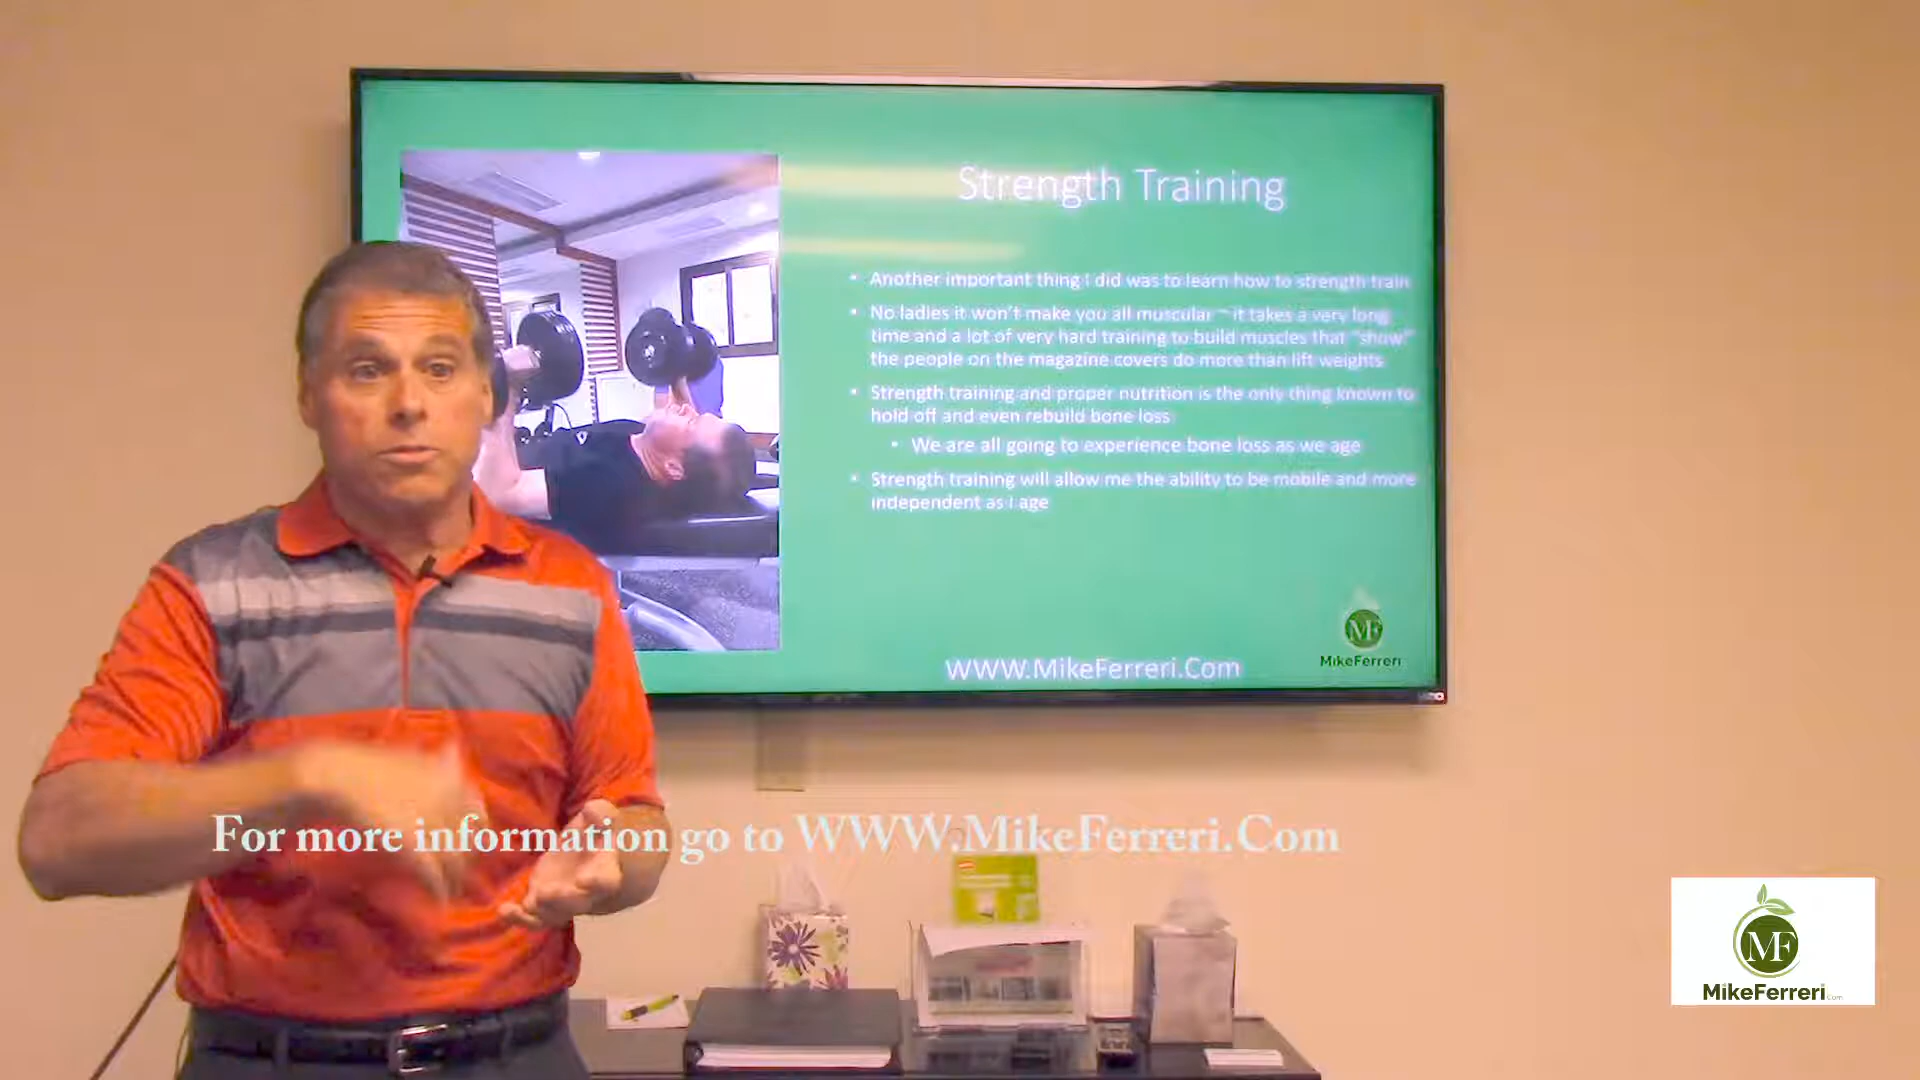 Strength Training
• Another important thing I did was to learn how to strength train
• No ladies it won't make you all muscular – it takes a very long
time and a lot of very hard training to build muscles that "show!"
the people on the magazine covers do more than lift weights
• Strength training and proper nutrition is the only thing known to
hold off and even rebuild bone loss
• We are all going to experience bone loss as we age
• Strength training will allow me the ability to be mobile and more
independent as I age
MF
MikeFerreri
WWW.MikeFerreri.Com
For more information go to WWW.MikeFerreri.Com
MF
MikeFerreri.Com